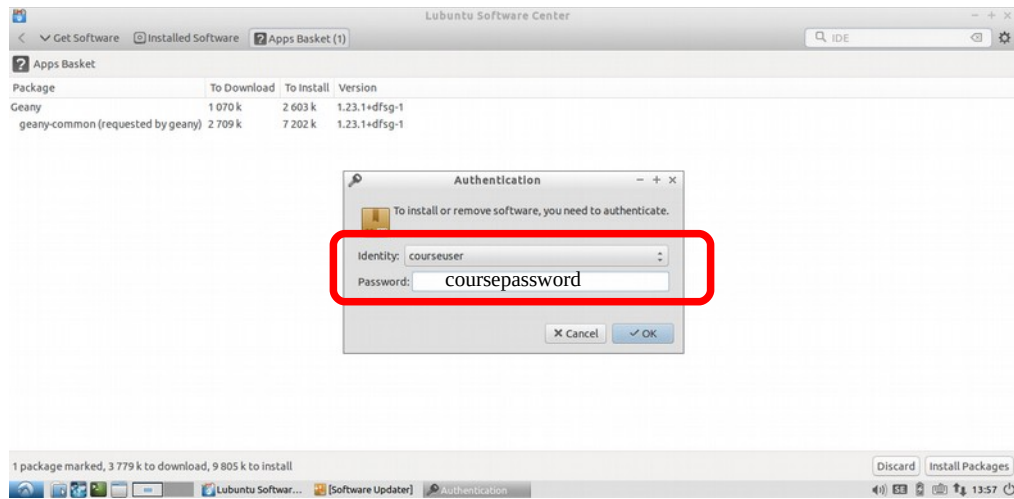 Lubuntu Software Center
Get Software Installed Software Apps Basket (1) IDE
Apps Basket
Package To Download To Install Version
Geany 1 070 k 2 603 k 1.23.1+dfsg-1
geany-common (requested by geany) 2 709 k 7 202 k 1.23.1+dfsg-1
Authentication
To install or remove software, you need to authenticate.
Identity: courseuser
Password: coursepassword
Cancel OK
1 package marked, 3 779 k to download, 9 805 k to install Discard Install Packages
Lubuntu Softwar... [Software Updater] Authentication SE 13:57